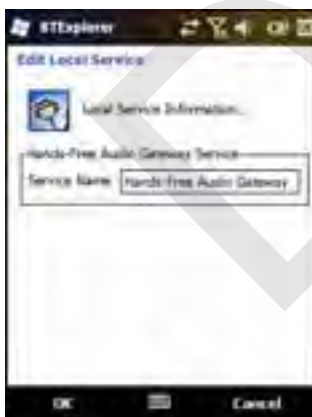 BTExplorer
Edit Local Service
Local Service Information...
Hands-Free Audio Gateway Service
Service Name Hands-Free Audio Gateway
OK Cancel